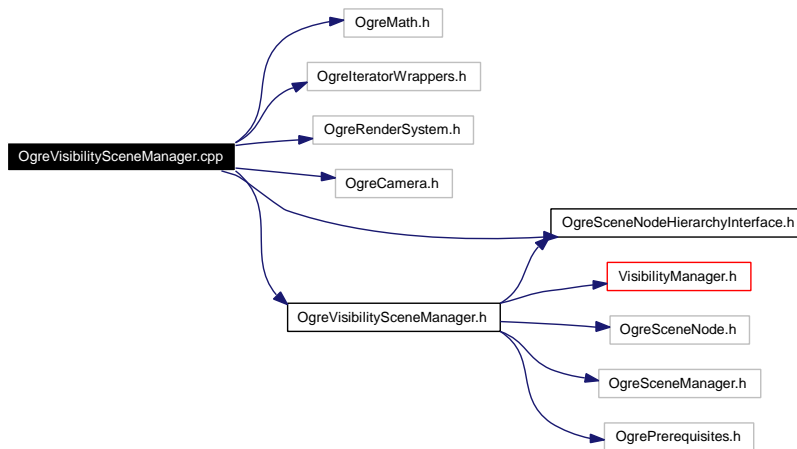 OgreMath.h
OgreIteratorWrappers.h
OgreRenderSystem.h
OgreVisibilitySceneManager.cpp
OgreCamera.h
OgreSceneNodeHierarchyInterface.h
VisibilityManager.h
OgreVisibilitySceneManager.h
OgreSceneNode.h
OgreSceneManager.h
OgrePrerequisites.h